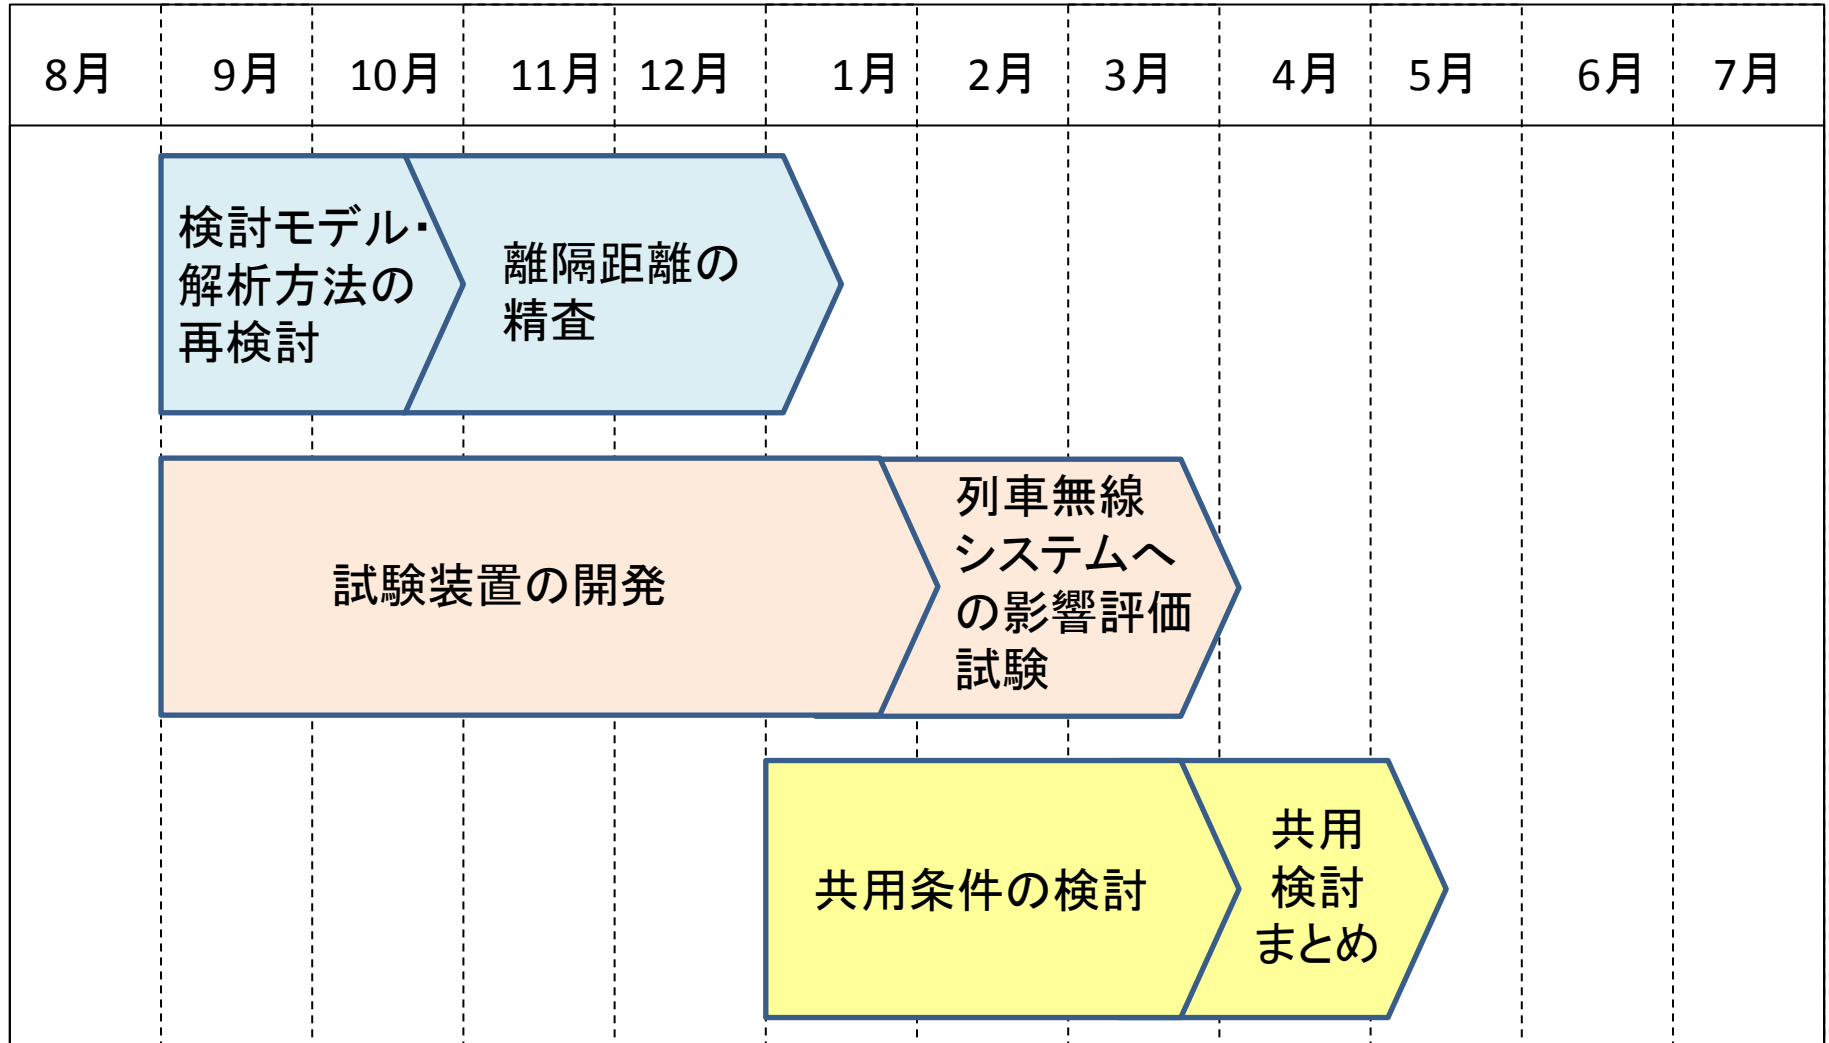 8月 9月 10月 11月 12月 1月 2月 3月 4月 5月 6月 7月
検討モデル・
解析方法の
再検討
離隔距離の
精査
試験装置の開発
列車無線
システムへ
の影響評価
試験
共用条件の検討
共用
検討
まとめ